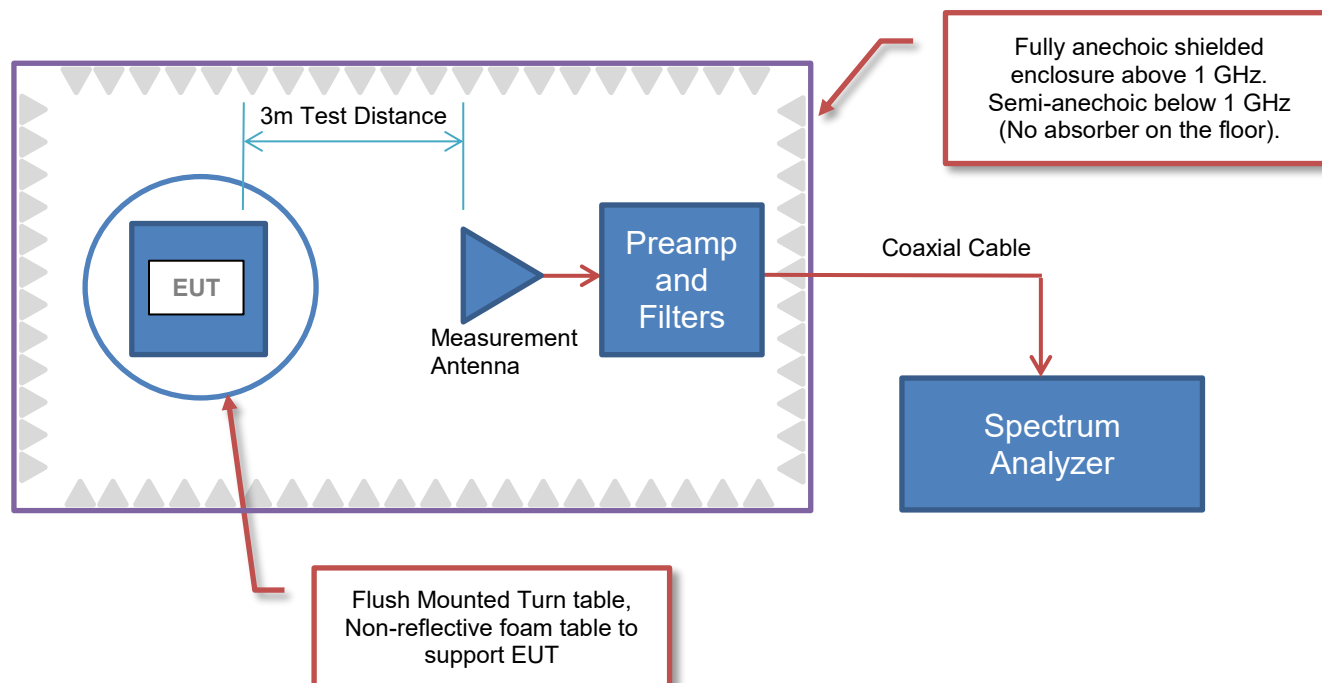 Fully anechoic shielded
enclosure above 1 GHz.
Semi-anechoic below 1 GHz
(No absorber on the floor).
3m Test Distance
Preamp
and
Filters
Coaxial Cable
EUT
Measurement
Antenna
Spectrum
Analyzer
Flush Mounted Turn table,
Non-reflective foam table to
support EUT